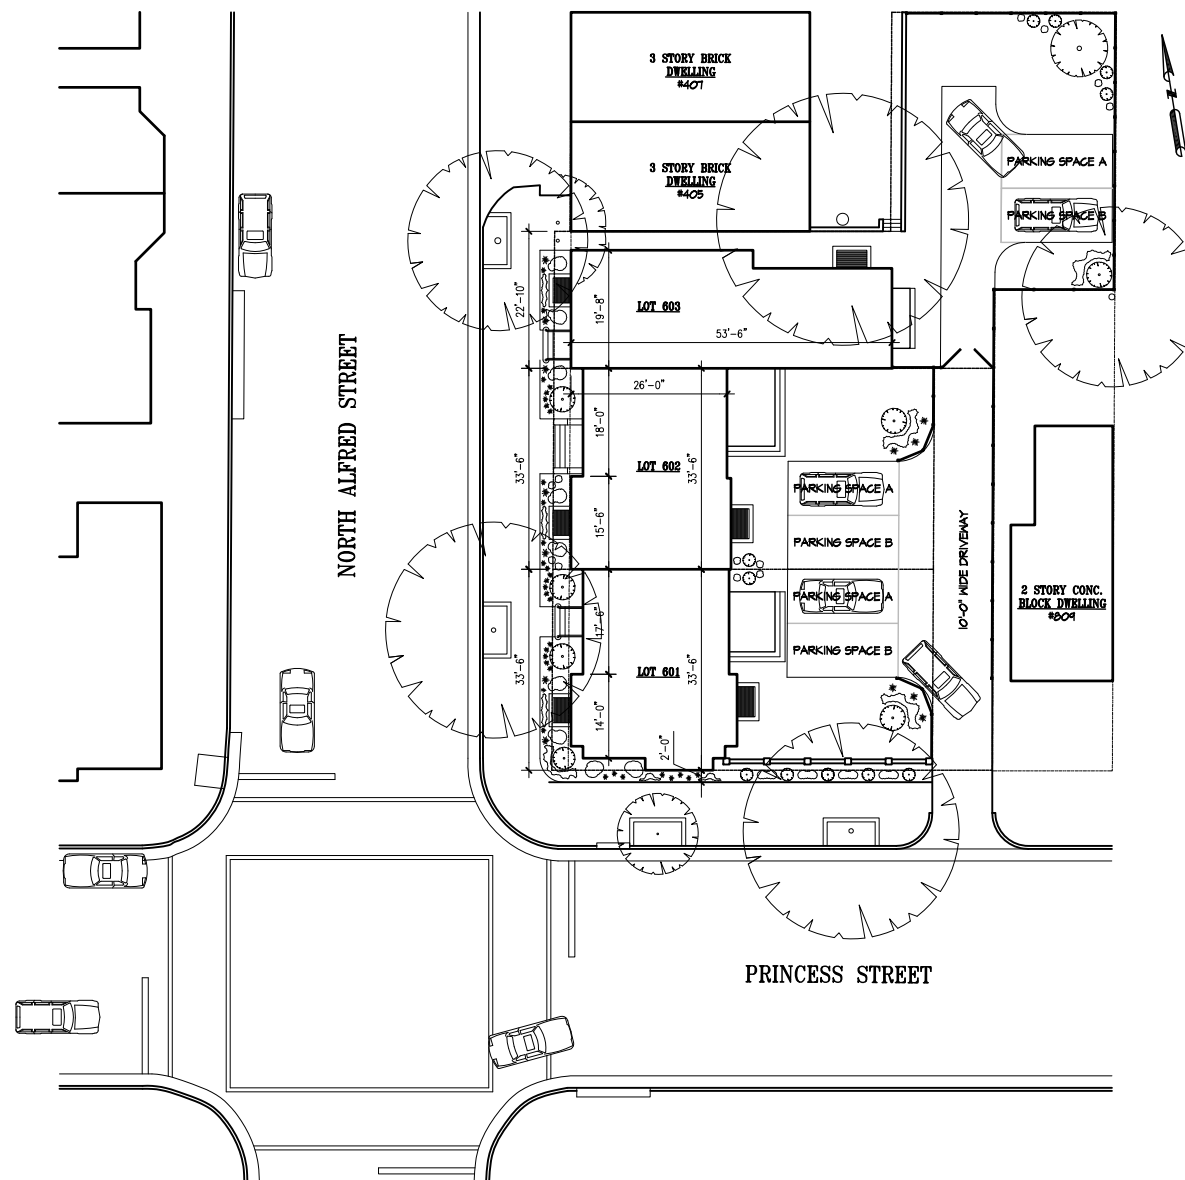 3 STORY BRICK
DWELLING
#407
3 STORY BRICK
DWELLING
#405
N
PARKING SPACE A
PARKING SPACE B
22'-10"
19'-8"
LOT 603
53'-6"
26'-0"
18'-0"
33'-6"
LOT 602
33'-6"
15'-6"
PARKING SPACE A
PARKING SPACE B
NORTH ALFRED STREET
10'-0" WIDE DRIVEWAY
2 STORY CONC.
BLOCK DWELLING
#809
17'-6"
33'-6"
LOT 601
33'-6"
14'-0"
2'-0"
PARKING SPACE A
PARKING SPACE B
PRINCESS STREET